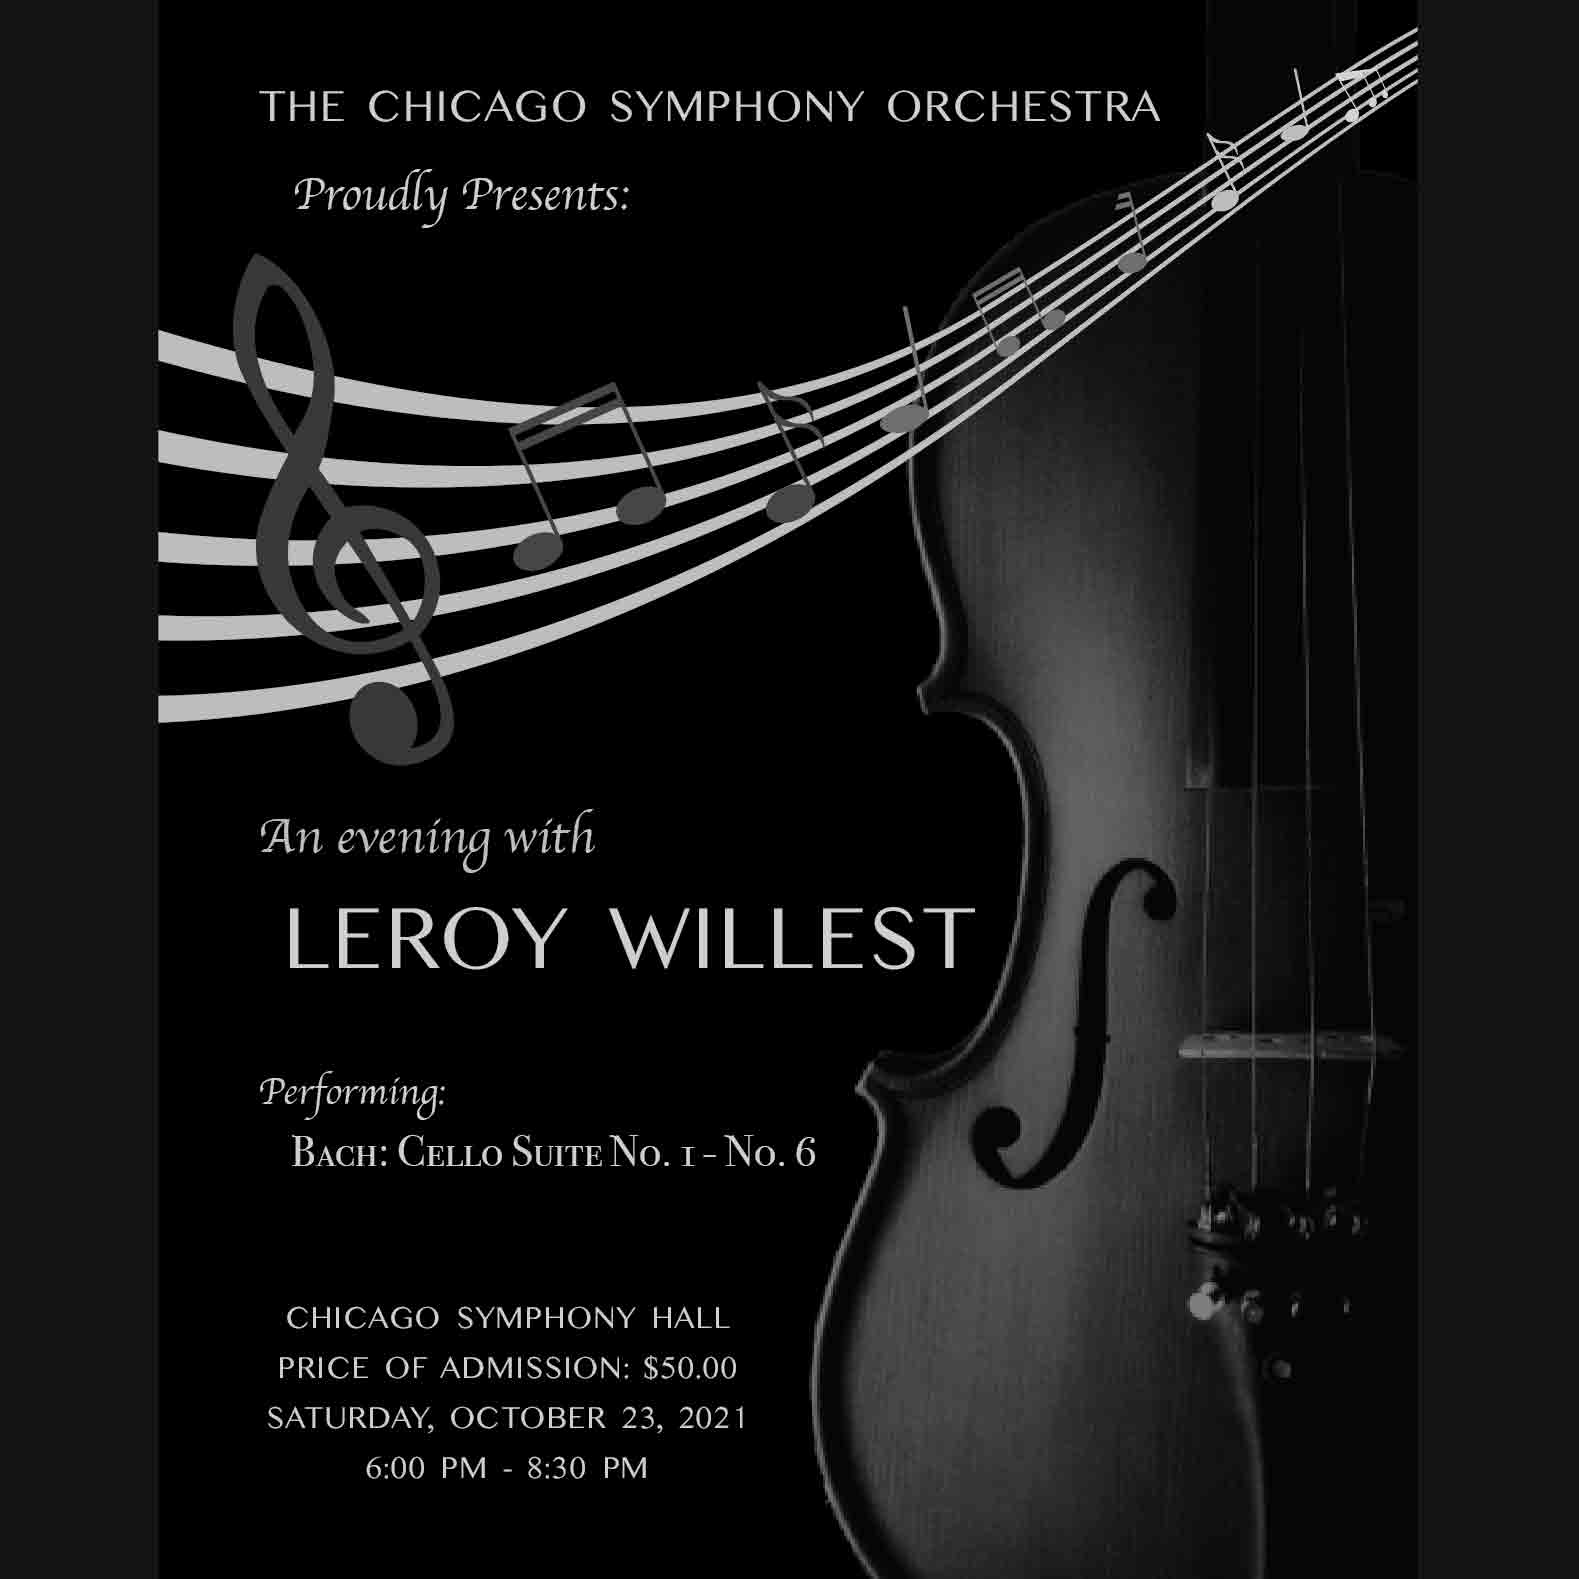 THE CHICAGO SYMPHONY ORCHESTRA
Proudly Presents:
An evening with
LEROY WILLEST
Performing:
Bach: Cello Suite No. 1 – No. 6
CHICAGO SYMPHONY HALL
PRICE OF ADMISSION: $50.00
SATURDAY, OCTOBER 23, 2021
6:00 PM - 8:30 PM